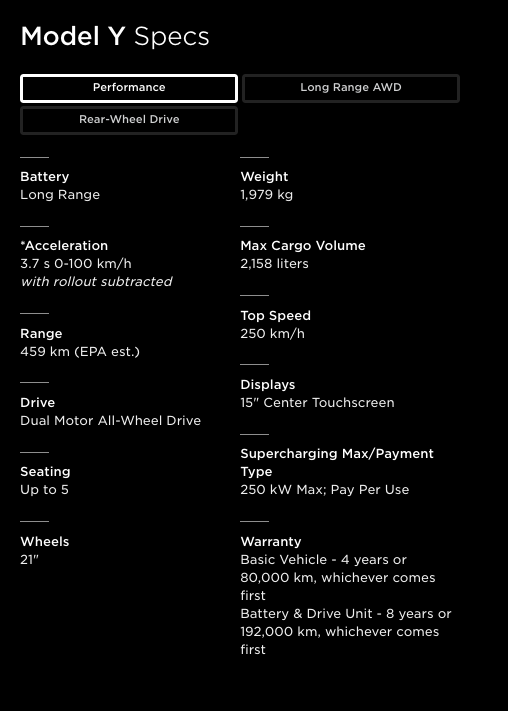 Model Y Specs
Performance
Long Range AWD
Rear-Wheel Drive
Battery
Long Range
*Acceleration
3.7 s 0-100 km/h
with rollout subtracted
Range
459 km (EPA est.)
Drive
Dual Motor All-Wheel Drive
Seating
Up to 5
Wheels
21"
Weight
1,979 kg
Max Cargo Volume
2,158 liters
Top Speed
250 km/h
Displays
15" Center Touchscreen
Supercharging Max/Payment
Type
250 kW Max; Pay Per Use
Warranty
Basic Vehicle - 4 years or
80,000 km, whichever comes
first
Battery & Drive Unit - 8 years or
192,000 km, whichever comes
first